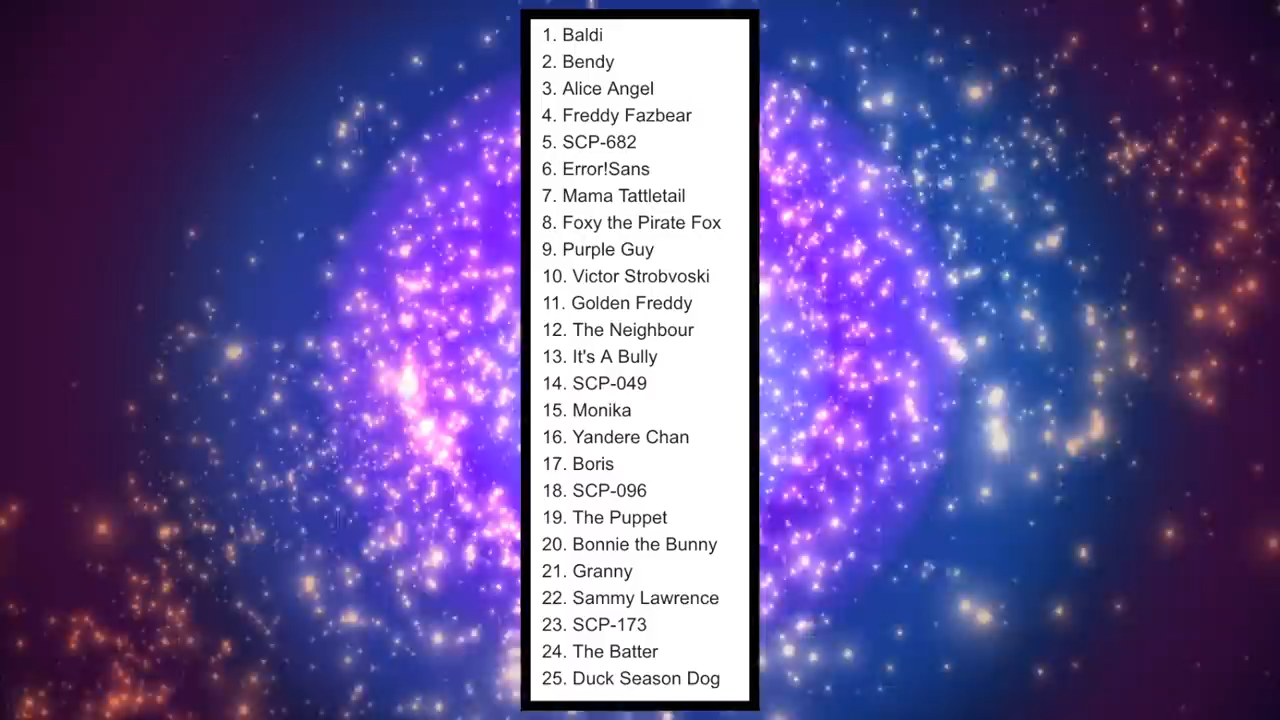 1. Baldi
2. Bendy
3. Alice Angel
4. Freddy Fazbear
5. SCP-682
6. Error!Sans
7. Mama Tattletail
8. Foxy the Pirate Fox
9. Purple Guy
10. Victor Strobvoski
11. Golden Freddy
12. The Neighbour
13. It's A Bully
14. SCP-049
15. Monika
16. Yandere Chan
17. Boris
18. SCP-096
19. The Puppet
20. Bonnie the Bunny
21. Granny
22. Sammy Lawrence
23. SCP-173
24. The Batter
25. Duck Season Dog